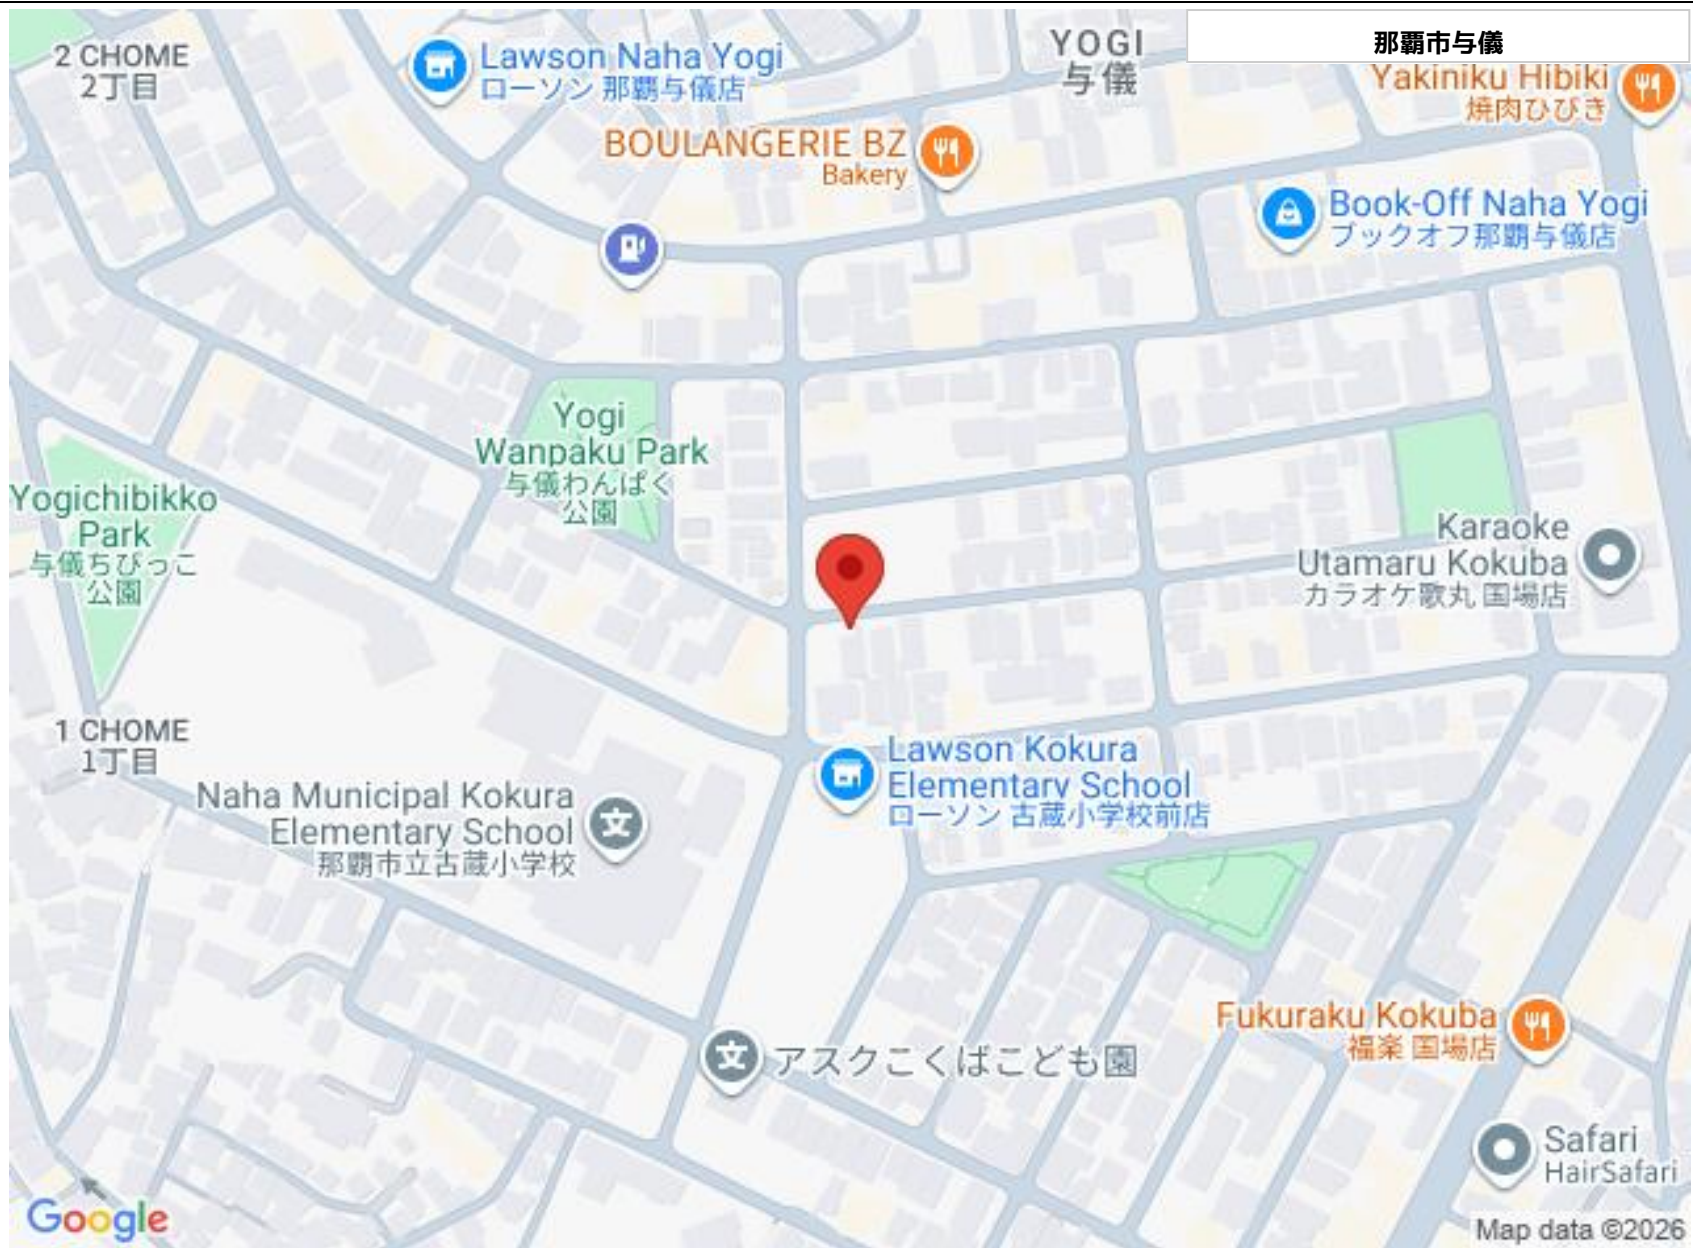 那覇市与儀
2 CHOME
2丁目
Lawson Naha Yogi
ローソン 那覇与儀店
YOGI
与儀
Yakiniku Hibiki
焼肉ひびき
BOULANGERIE BZ
Bakery
Book-Off Naha Yogi
ブックオフ那覇与儀店
Yogi
Wanpaku Park
与儀わんぱく
公園
Yogichibikko
Park
与儀ちびっこ
公園
Karaoke
Utamaru Kokuba
カラオケ歌丸 国場店
1 CHOME
1丁目
Lawson Kokura
Elementary School
ローソン 古蔵小学校前店
Naha Municipal Kokura
Elementary School
那覇市立古蔵小学校
文
Fukuraku Kokuba
福楽 国場店
文
アスクこくばこども園
Safari
HairSafari
Google
Map data ©2026